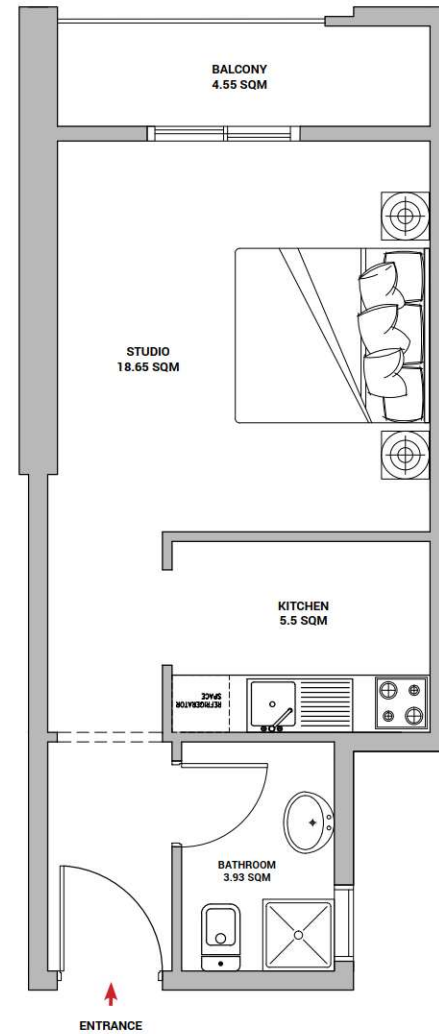 BALCONY
4.55 SQM
STUDIO
18.65 SQM
KITCHEN
5.5 SQM
REFRIGERATOR
SPACE
BATHROOM
3.93 SQM
ENTRANCE